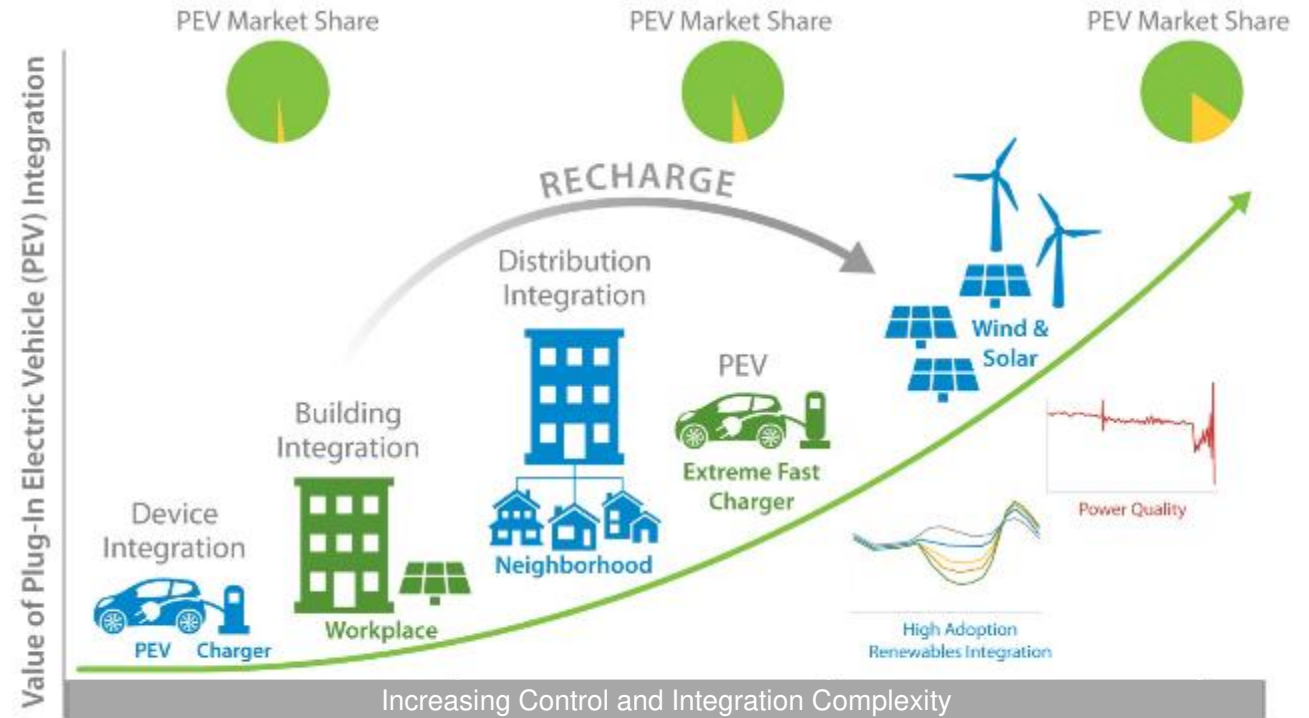 PEV Market Share
PEV Market Share
PEV Market Share
Value of Plug-In Electric Vehicle (PEV) Integration
RECHARGE
Distribution
Integration
Wind &
Solar
PEV
Building
Integration
Extreme Fast
Charger
Device
Integration
Power Quality
Neighborhood
Workplace
PEV
Charger
High Adoption
Renewables Integration
Increasing Control and Integration Complexity